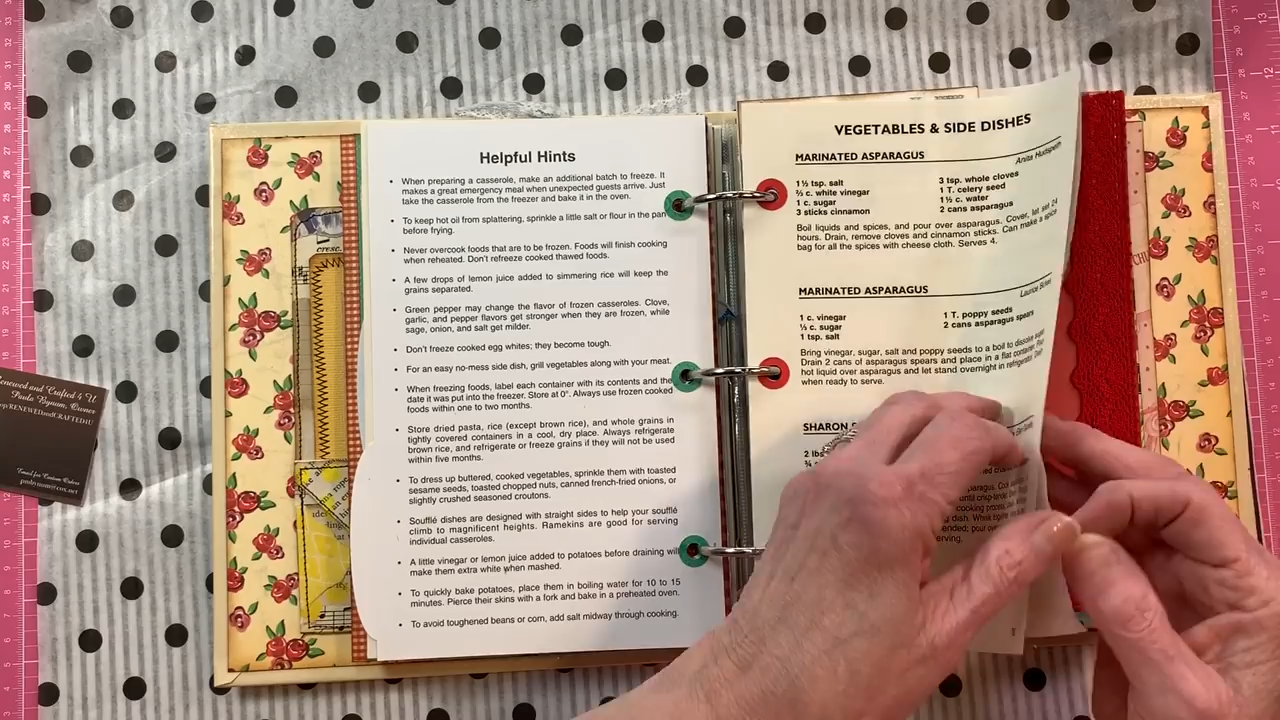 Helpful Hints
• When preparing a casserole, make an additional batch to freeze. It
makes a great emergency meal when unexpected guests arrive. Just
take the casserole from the freezer and bake it in the oven.
• To keep hot oil from splattering, sprinkle a little salt or flour in the pan
before frying.
• Never overcook foods that are to be frozen. Foods will finish cooking
when reheated. Don't refreeze cooked thawed foods.
• A few drops of lemon juice added to simmering rice will keep the
grains separated.
• Green pepper may change the flavor of frozen casseroles. Clove,
garlic, and pepper flavors get stronger when they are frozen, while
sage, onion, and salt get milder.
• Don't freeze cooked egg whites; they become tough.
• For an easy no-mess side dish, grill vegetables along with your meat.
• When freezing foods, label each container with its contents and the
date it was put into the freezer. Store at 0°. Always use frozen cooked
foods within one to two months.
• Store dried pasta, rice (except brown rice), and whole grains in
tightly covered containers in a cool, dry place. Always refrigerate
brown rice, and refrigerate or freeze grains if they will not be used
within five months.
• To dress up buttered, cooked vegetables, sprinkle them with toasted
sesame seeds, toasted chopped nuts, canned french-fried onions, or
slightly crushed seasoned croutons.
• Soufflé dishes are designed with straight sides to help your soufflé
climb to magnificent heights. Ramekins are good for serving
individual casseroles.
• A little vinegar or lemon juice added to potatoes before draining will
make them extra white when mashed.
• To quickly bake potatoes, place them in boiling water for 10 to 15
minutes. Pierce their skins with a fork and bake in a preheated oven.
• To avoid toughened beans or corn, add salt midway through cooking.
VEGETABLES & SIDE DISHES
MARINATED ASPARAGUS
Anita Hudspeth
1 ½ tsp. salt 3 tsp. whole cloves
⅔ c. white vinegar 1 T. celery seed
1 c. sugar 1 ½ c. water
3 sticks cinnamon 2 cans asparagus
Boil liquids and spices, and pour over asparagus. Cover, let set 24
hours. Drain, remove cloves and cinnamon sticks. Can make a spice
bag for all the spices with cheese cloth. Serves 4.
MARINATED ASPARAGUS
1 c. vinegar 1 T. poppy seeds
⅓ c. sugar 2 cans asparagus spears
1 tsp. salt
Bring vinegar, sugar, salt and poppy seeds to a boil to dissolve sugar.
Drain 2 cans of asparagus spears and place in a flat container. Pour
hot liquid over asparagus and let stand overnight in refrigerator. Drain
when ready to serve.
SHARON
2 lbs
Renewed and Crafted 4 U
Paula Bynum, Owner